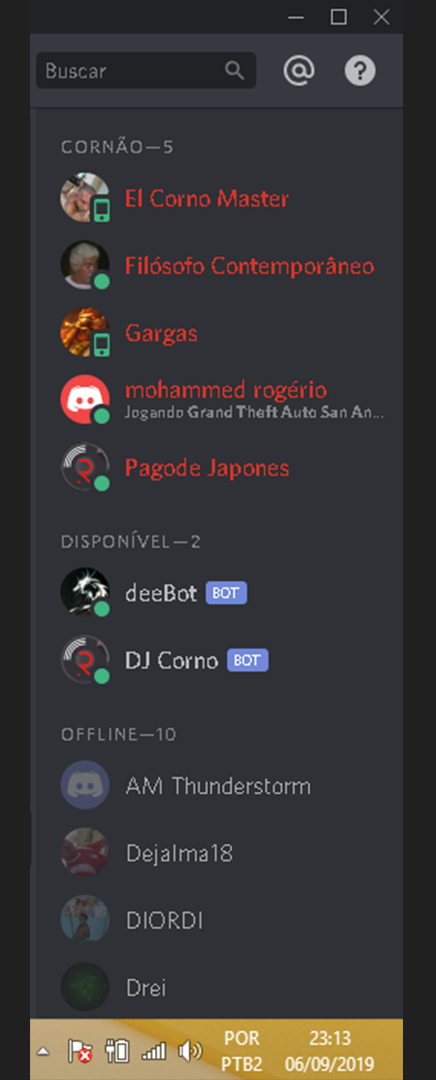 Buscar
CORNÃO—5
El Corno Master
Filósofo Contemporâneo
Gargas
mohammed rogério
Jogando Grand Theft Auto San An...
Pagode Japones
DISPONÍVEL—2
deeBot BOT
DJ Corno BOT
OFFLINE—10
AM Thunderstorm
Dejalma18
DIORDI
Drei
POR 23:13
PTB2 06/09/2019